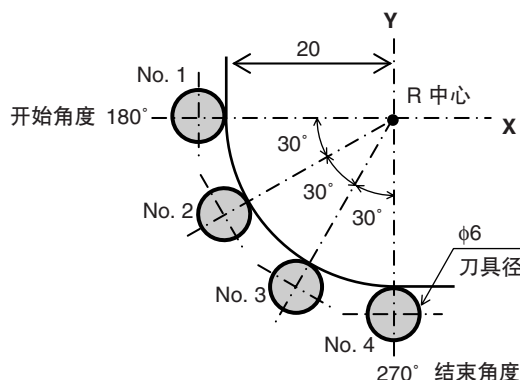 Y
20
No. 1
R 中心
开始角度 180°
X
30°
30°
30°
No. 2
φ6
刀具径
No. 3
No. 4
270° 结束角度